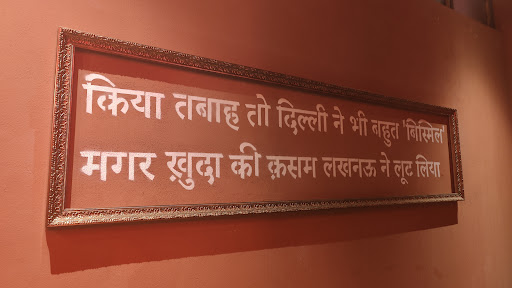 किया तबाह तो दिल्ली ने भी बहुत 'बिस्मिल'
मगर ख़ुदा की क़सम लखनऊ ने लूट लिया